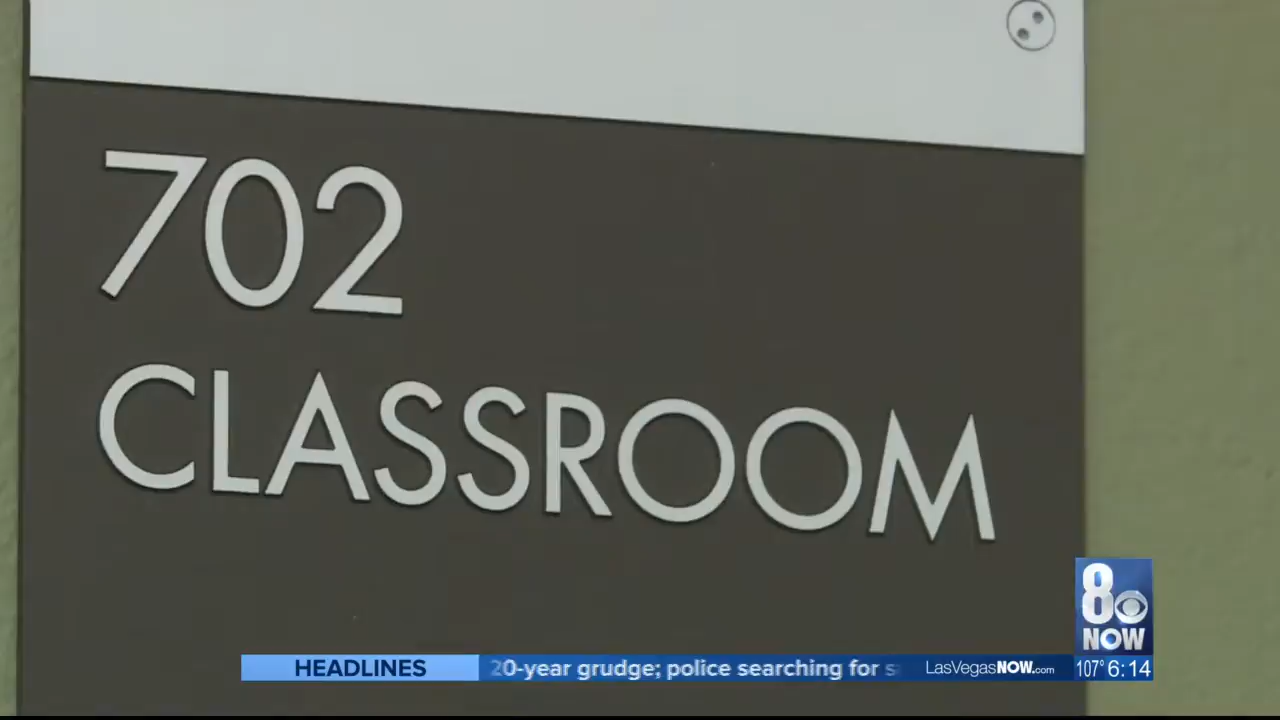 702
CLASSROOM
8
NOW
HEADLINES
20-year grudge; police searching for
LasVegasNOW.com
107° 6:14